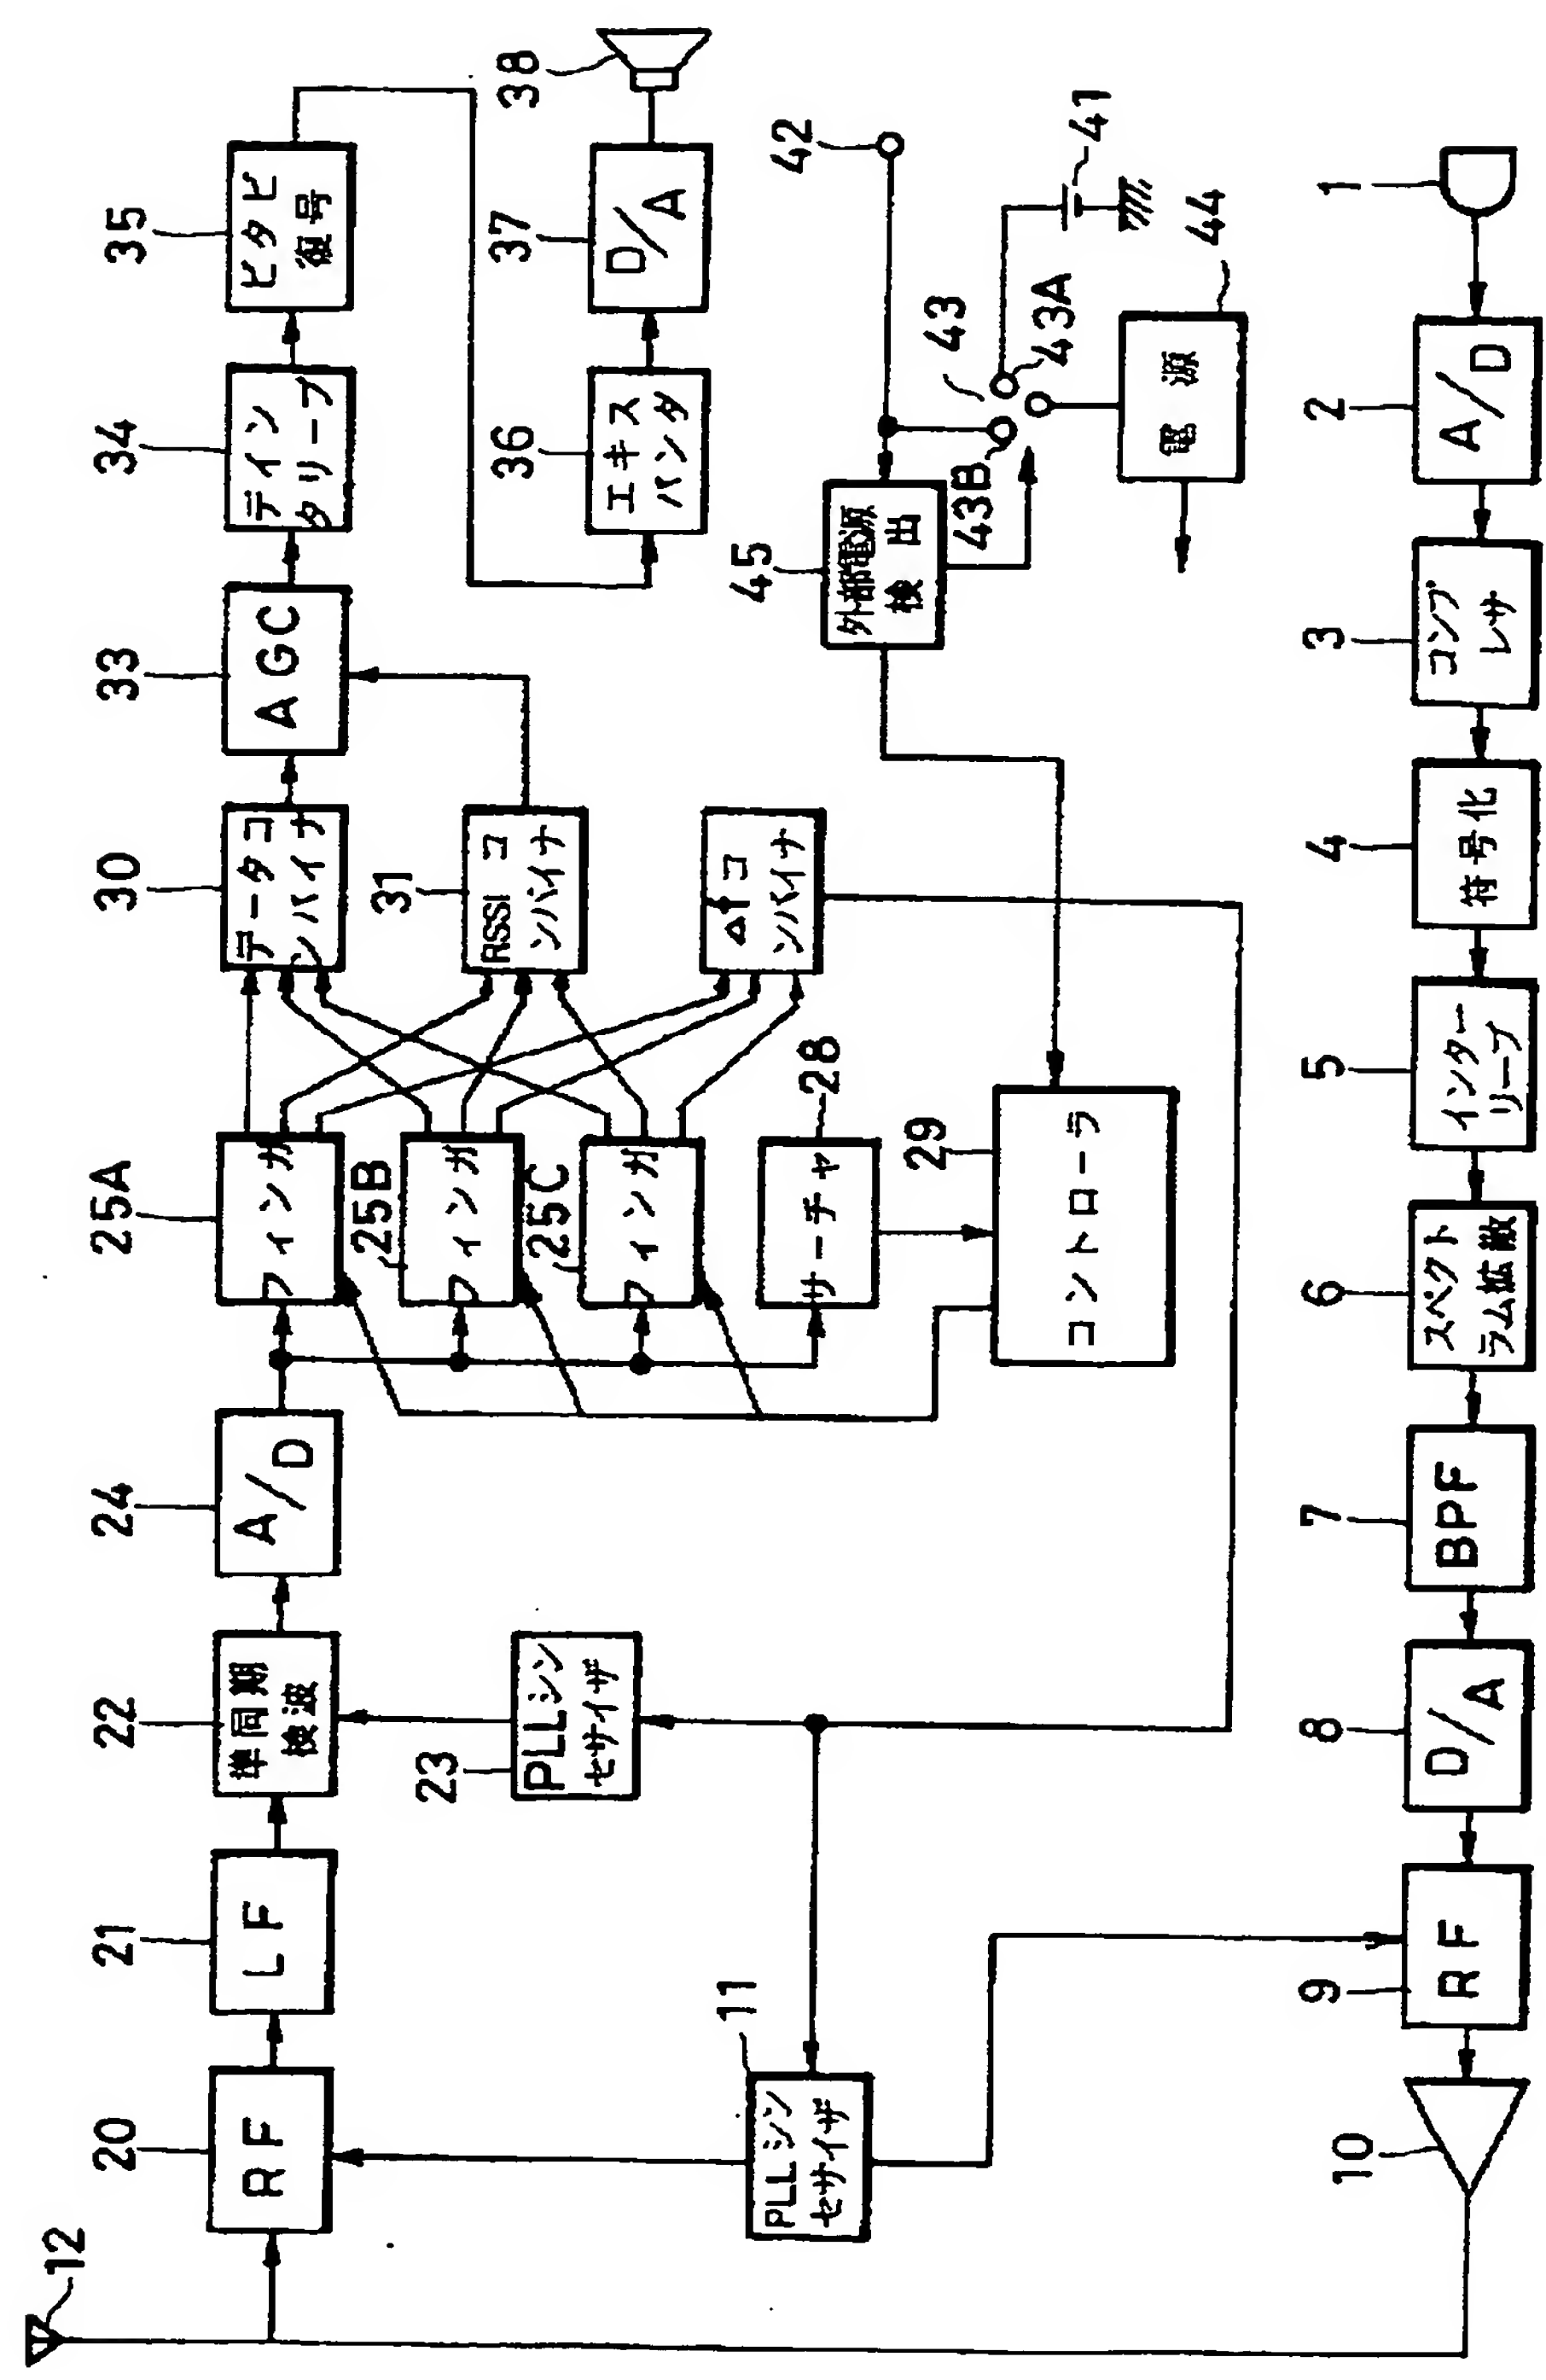 12
20
RF
21
LF
22
準同期
検波
24
A/D
25A
フィンガ
30
データコ
ンバイナ
33
AGC
34
デイン
タリーブ
35
ビタビ
復号
23
PLLシン
セサイザ
25B
フィンガ
31
RSSI コ
ンバイナ
36
エキス
パンダ
37
D/A
38
25C
フィンガ
Δf コ
ンバイナ
28
サーチャ
11
PLLシン
セサイザ
29
コントローラ
45
外部電源
検出
42
43
43A
43B
41
44
電源
10
9
RF
8
D/A
7
BPF
6
スペクト
ラム拡散
5
インター
リーブ
4
符号化
3
コンプ
レサ
2
A/D
1